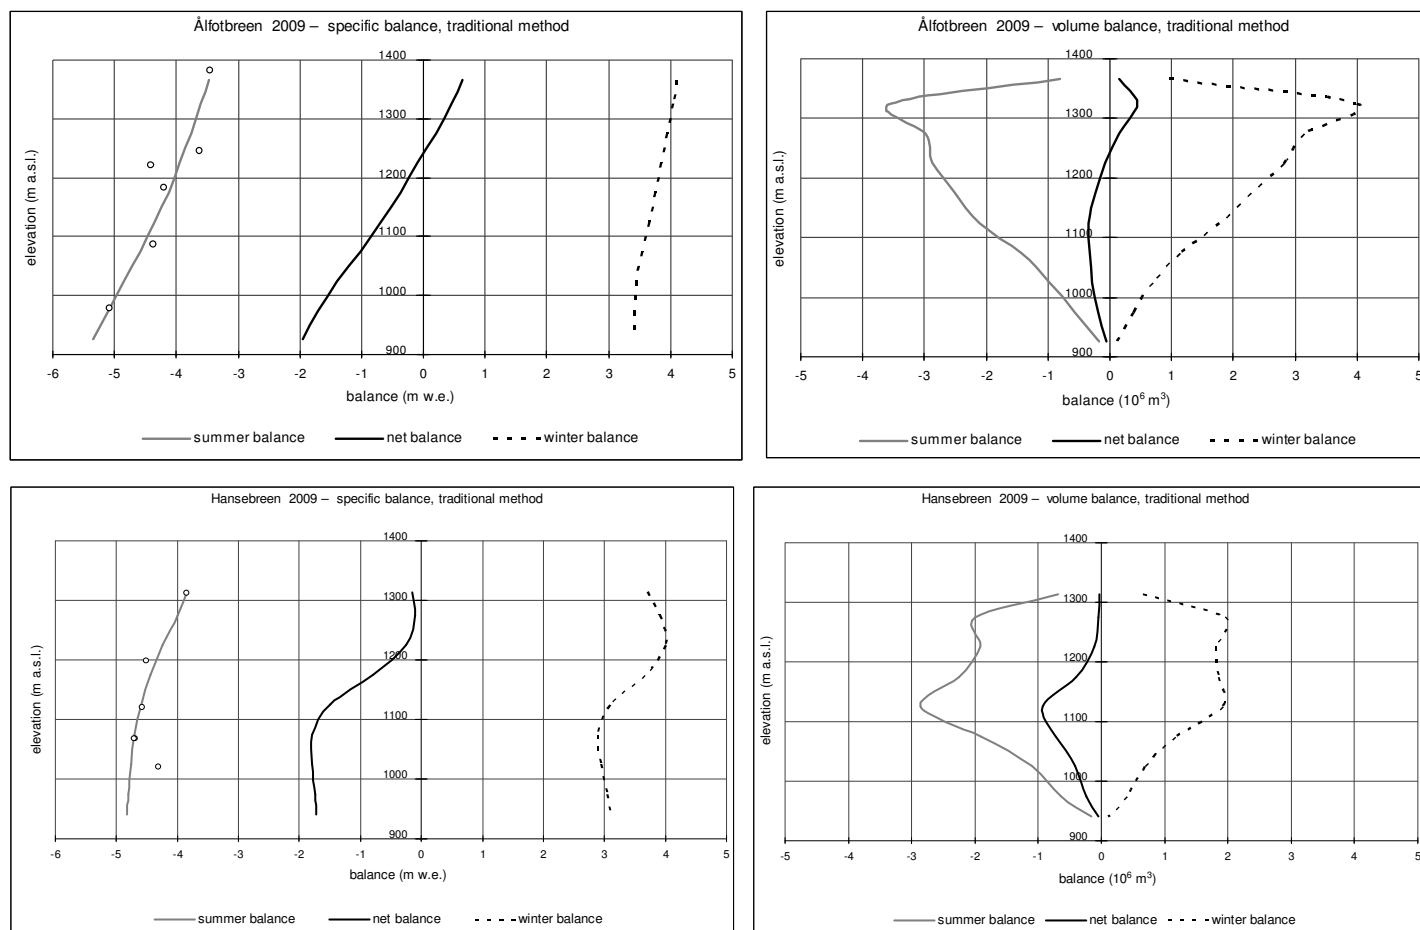 Ålfotbreen 2009 – specific balance, traditional method
1400
1300
1200
1100
1000
900
elevation (m a.s.l.)
-6 -5 -4 -3 -2 -1 0 1 2 3 4 5
balance (m w.e.)
summer balance net balance winter balance
Ålfotbreen 2009 – volume balance, traditional method
1400
1300
1200
1100
1000
900
elevation (m a.s.l.)
-5 -4 -3 -2 -1 0 1 2 3 4 5
balance (10⁶ m³)
summer balance net balance winter balance
Hansebreen 2009 – specific balance, traditional method
1400
1300
1200
1100
1000
900
elevation (m a.s.l.)
-6 -5 -4 -3 -2 -1 0 1 2 3 4 5
balance (m w.e.)
summer balance net balance winter balance
Hansebreen 2009 – volume balance, traditional method
1400
1300
1200
1100
1000
900
elevation (m a.s.l.)
-5 -4 -3 -2 -1 0 1 2 3 4 5
balance (10⁶ m³)
summer balance net balance winter balance